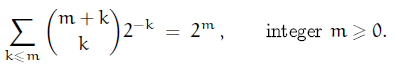 ∑_{k⩽m} \binom{m+k}{k} 2^{-k} = 2^m , integer m ⩾ 0.